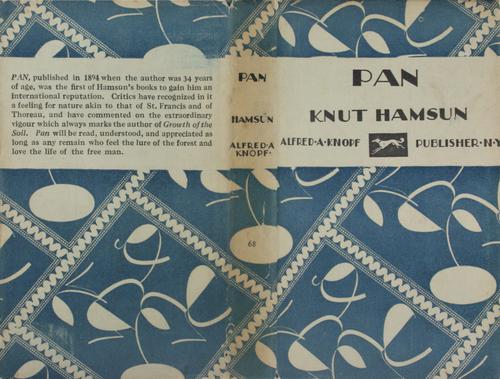 PAN, published in 1894 when the author was 34 years
of age, was the first of Hamsun's books to gain him an
international reputation. Critics have recognized in it
a feeling for nature akin to that of St. Francis and of
Thoreau, and have commented on the extraordinary
vigour which always marks the author of Growth of the
Soil. Pan will be read, understood, and appreciated as
long as any remain who feel the lure of the forest and
love the life of the free man.
PAN
HAMSUN
ALFRED·A
KNOPF·
68
PAN
KNUT HAMSUN
ALFRED·A·KNOPF PUBLISHER·N·Y